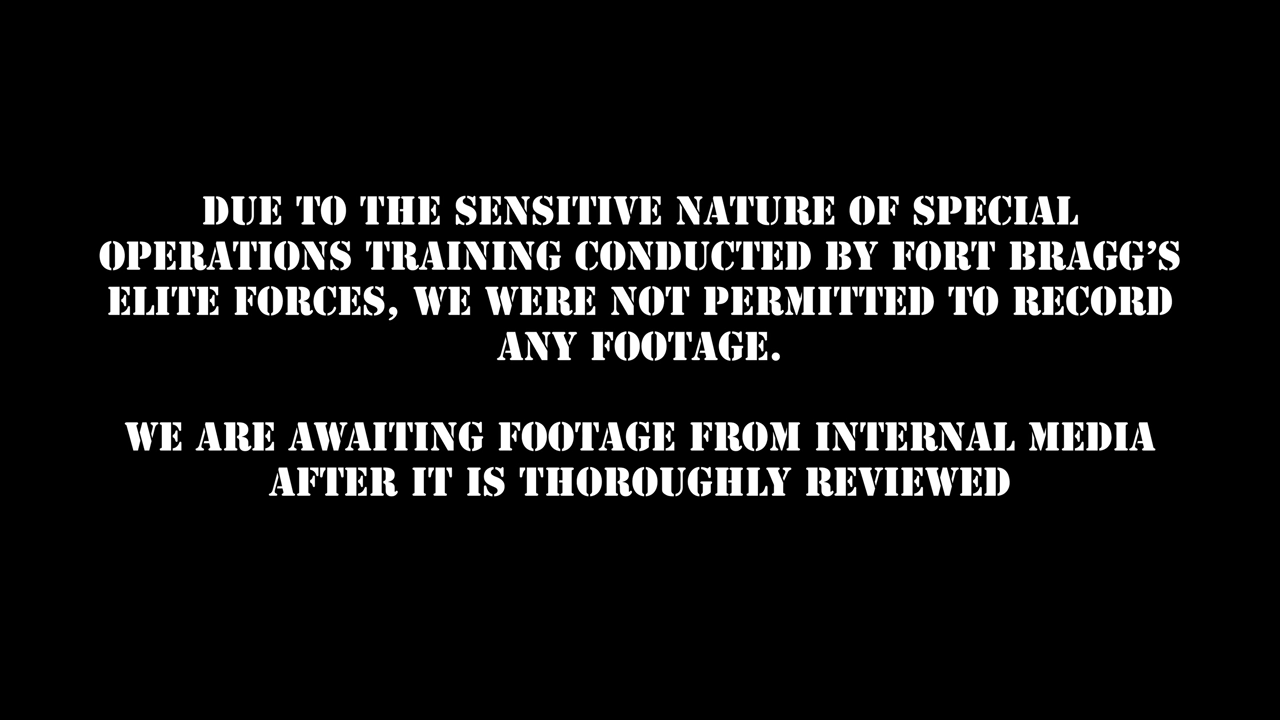 DUE TO THE SENSITIVE NATURE OF SPECIAL
OPERATIONS TRAINING CONDUCTED BY FORT BRAGG’S
ELITE FORCES, WE WERE NOT PERMITTED TO RECORD
ANY FOOTAGE.
WE ARE AWAITING FOOTAGE FROM INTERNAL MEDIA
AFTER IT IS THOROUGHLY REVIEWED